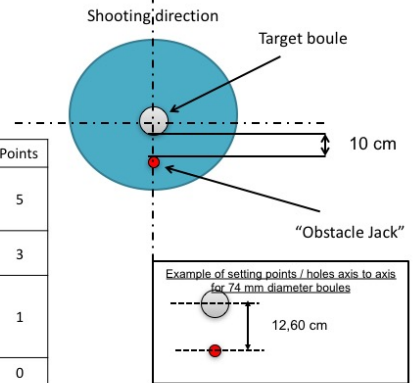 Shooting direction
Target boule
Points
10 cm
5
“Obstacle Jack”
3
Example of setting points / holes axis to axis
for 74 mm diameter boules
1
12,60 cm
0